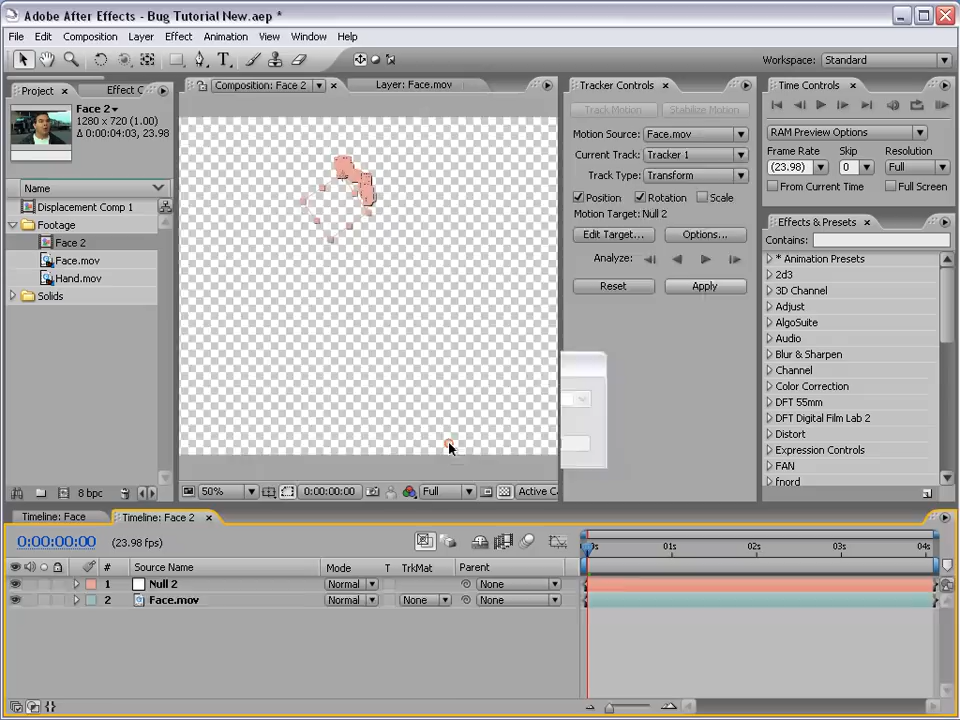 Adobe After Effects - Bug Tutorial New.aep *
File Edit Composition Layer Effect Animation View Window Help
Workspace: Standard
Project Effect C
Composition: Face 2 Layer: Face.mov
Tracker Controls
Time Controls
Face 2
1280 x 720 (1.00)
Δ 0:00:04:03, 23.98
Track Motion Stabilize Motion
Motion Source: Face.mov
Current Track: Tracker 1
Track Type: Transform
Position Rotation Scale
Motion Target: Null 2
Edit Target... Options...
Analyze:
Reset Apply
RAM Preview Options
Frame Rate Skip Resolution
(23.98) 0 Full
From Current Time Full Screen
Effects & Presets
Contains:
* Animation Presets
2d3
3D Channel
Adjust
AlgoSuite
Audio
Blur & Sharpen
Channel
Color Correction
DFT 55mm
DFT Digital Film Lab 2
Distort
Expression Controls
FAN
fnord
Name
Displacement Comp 1
Footage
Face 2
Face.mov
Hand.mov
Solids
8 bpc
50% 0:00:00:00 Full Active C
Timeline: Face Timeline: Face 2
0:00:00:00 (23.98 fps)
# Source Name Mode T TrkMat Parent
1 Null 2 Normal None
2 Face.mov Normal None None
01s 02s 03s 04s